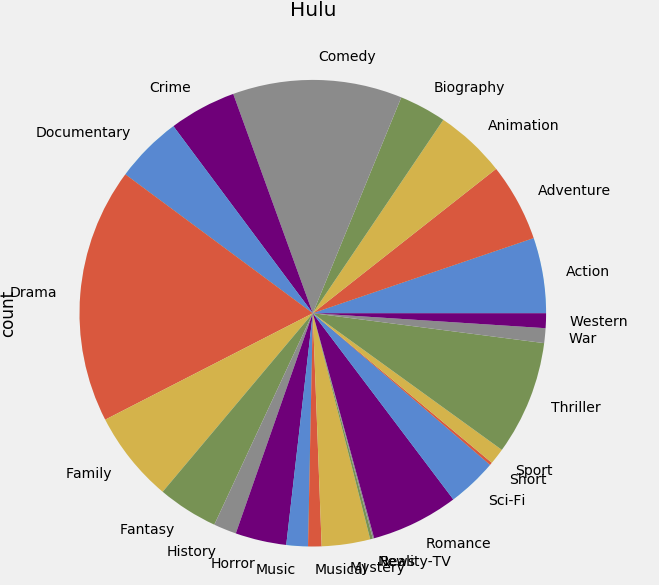 Hulu
Comedy
Crime
Biography
Documentary
Animation
Adventure
Drama
Action
count
Western
War
Thriller
Family
Sport
Short
Sci-Fi
Fantasy
Romance
History
Reality-TV
Horror
News
Mystery
Music
Musical